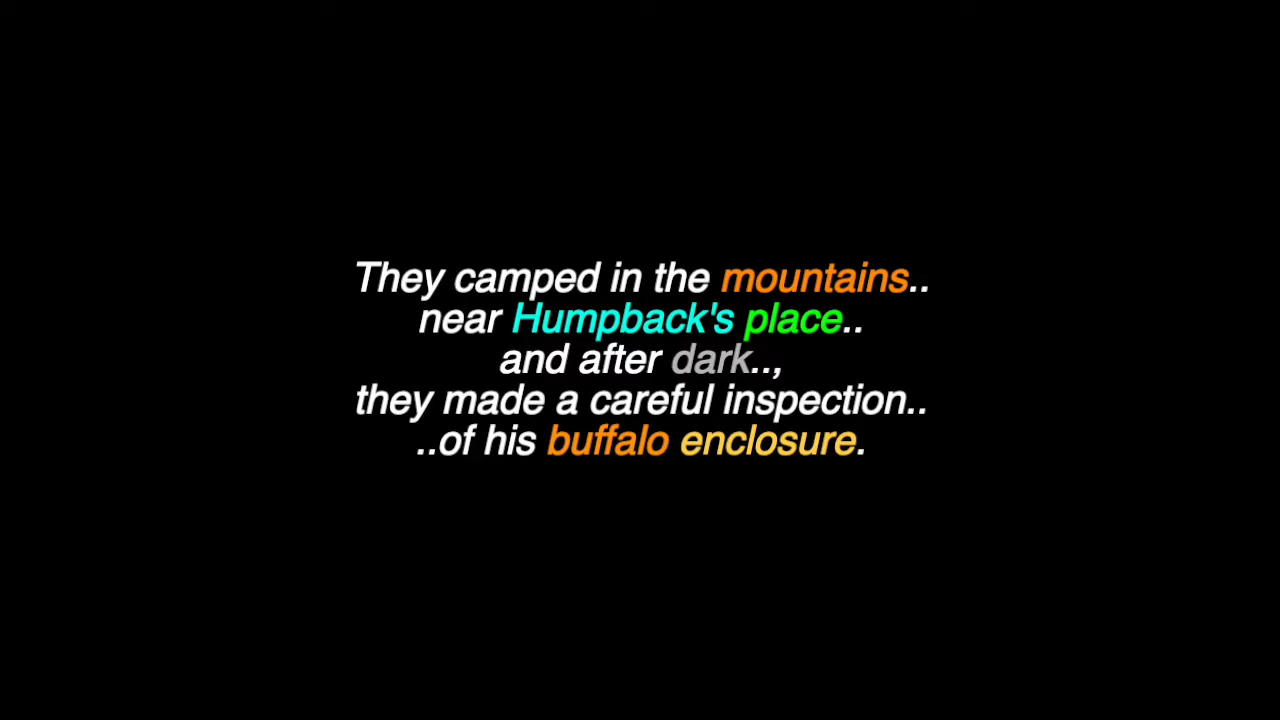 They camped in the mountains..
near Humpback's place..
and after dark..,
they made a careful inspection..
..of his buffalo enclosure.